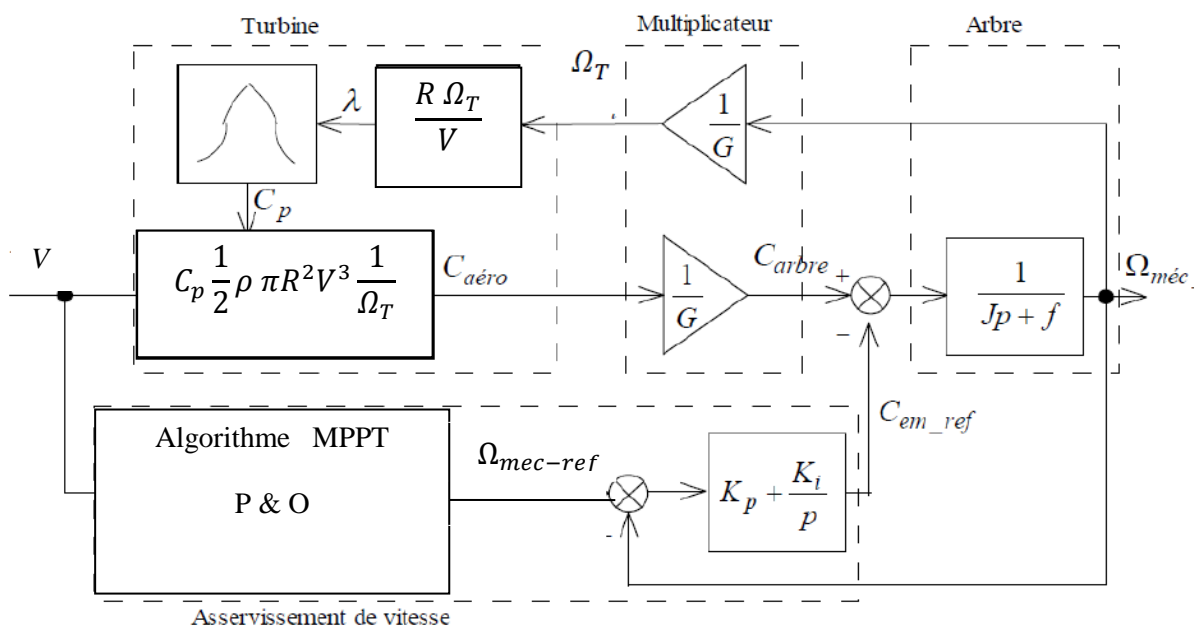 Turbine
Multiplicateur
Arbre
Ω_T
λ
R Ω_T / V
1 / G
C_p
V
C_p 1/2 ρ πR²V³ 1/Ω_T
C_aéro
1 / G
C_arbre
+
-
1 / Jp + f
Ω_méc
C_em_ref
Algorithme MPPT
P & O
Ω_mec-ref
-
K_p + K_i / p
Asservissement de vitesse